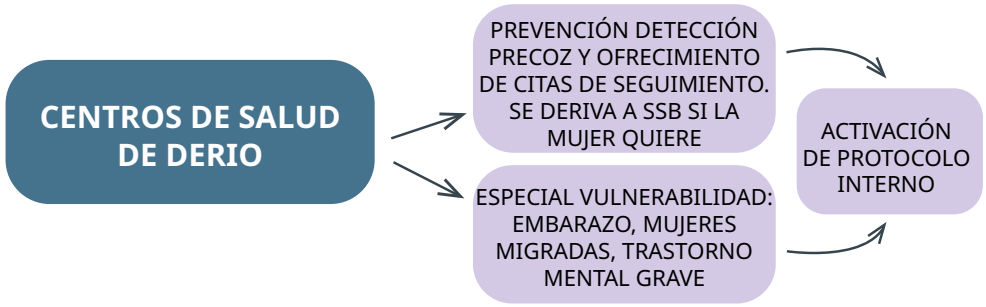 CENTROS DE SALUD
DE DERIO
PREVENCIÓN DETECCIÓN
PRECOZ Y OFRECIMIENTO
DE CITAS DE SEGUIMIENTO.
SE DERIVA A SSB SI LA
MUJER QUIERE
ESPECIAL VULNERABILIDAD:
EMBARAZO, MUJERES
MIGRADAS, TRASTORNO
MENTAL GRAVE
ACTIVACIÓN
DE PROTOCOLO
INTERNO